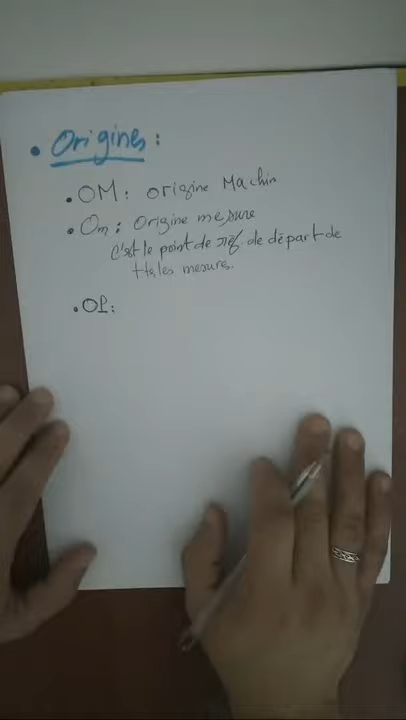 • Origines :
• OM : origine Machin
• Om : Origine mesure
C'est le point de réf de départ de
ttes les mesures.
• OP :